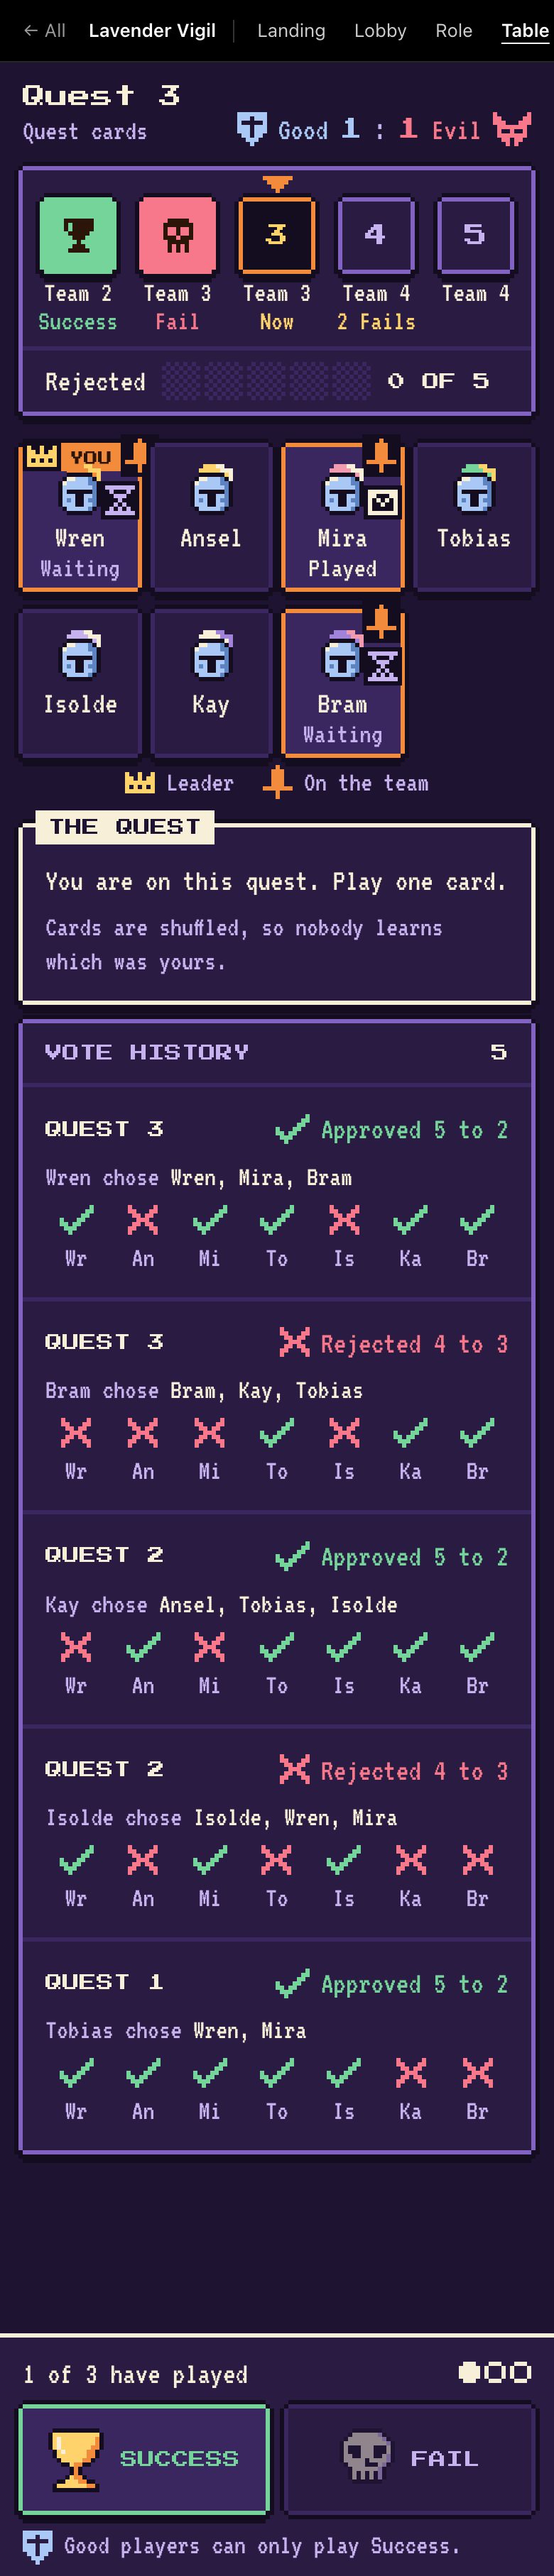 ← All Lavender Vigil Landing Lobby Role Table
Quest 3
Quest cards Good 1 : 1 Evil
3 4 5
Team 2 Team 3 Team 3 Team 4 Team 4
Success Fail Now 2 Fails
Rejected 0 OF 5
YOU
Wren Ansel Mira Tobias
Waiting Played
Isolde Kay Bram
Waiting
Leader On the team
THE QUEST
You are on this quest. Play one card.
Cards are shuffled, so nobody learns
which was yours.
VOTE HISTORY 5
QUEST 3 Approved 5 to 2
Wren chose Wren, Mira, Bram
Wr An Mi To Is Ka Br
QUEST 3 Rejected 4 to 3
Bram chose Bram, Kay, Tobias
Wr An Mi To Is Ka Br
QUEST 2 Approved 5 to 2
Kay chose Ansel, Tobias, Isolde
Wr An Mi To Is Ka Br
QUEST 2 Rejected 4 to 3
Isolde chose Isolde, Wren, Mira
Wr An Mi To Is Ka Br
QUEST 1 Approved 5 to 2
Tobias chose Wren, Mira
Wr An Mi To Is Ka Br
1 of 3 have played
SUCCESS FAIL
Good players can only play Success.